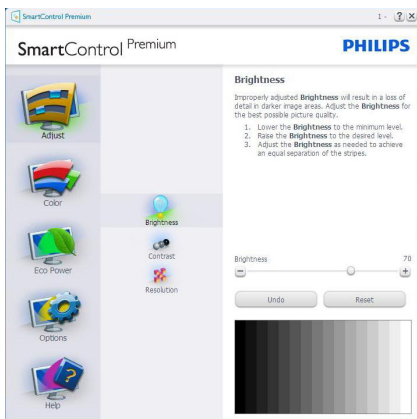 SmartControl Premium
1 - ? X
SmartControl Premium
PHILIPS
Adjust
Color
Eco Power
Options
Help
Brightness
Contrast
Resolution
Brightness
Improperly adjusted Brightness will result in a loss of
detail in darker image areas. Adjust the Brightness for
the best possible picture quality.
1. Lower the Brightness to the minimum level.
2. Raise the Brightness to the desired level.
3. Adjust the Brightness as needed to achieve
an equal separation of the stripes.
Brightness 70
Undo Reset